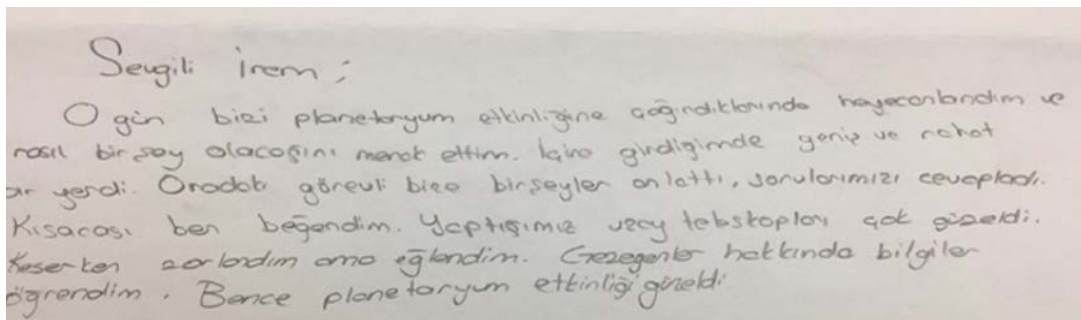 Sevgili İrem;
O gün bizi planetaryum etkinliğine çağırdıklarında heyecanlandım ve
nasıl bir şey olacağını merak ettim. İçine girdiğimde geniş ve rahat
bir yerdi. Oradaki görevli bize birşeyler anlattı, sorularımızı cevapladı.
Kısacası ben beğendim. Yaptığımız uzay teleskopları çok güzeldi.
Keserken zorlandım ama eğlendim. Gezegenler hakkında bilgiler
öğrendim. Bence planetaryum etkinliği güzeldi